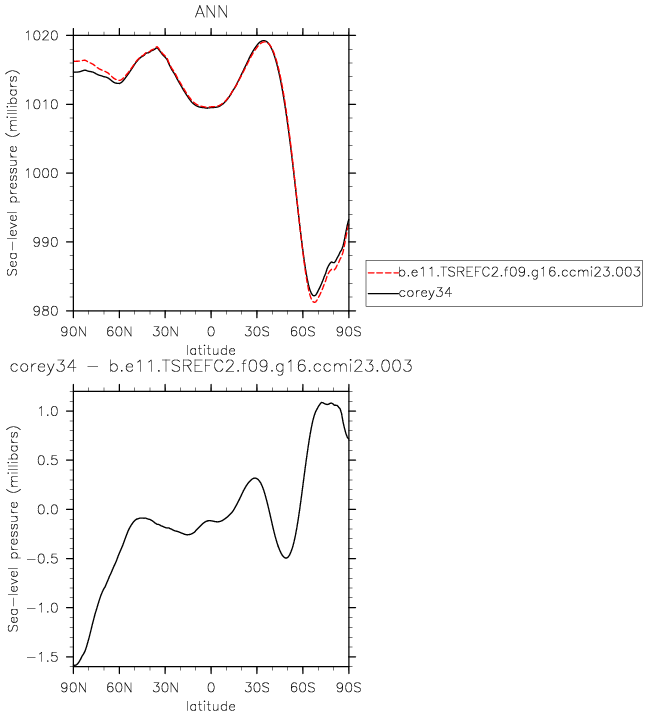 ANN
1020
1010
1000
990
980
Sea-level pressure (millibars)
90N 60N 30N 0 30S 60S 90S
latitude
b.e11.TSREFC2.f09.g16.ccmi23.003
corey34
corey34 - b.e11.TSREFC2.f09.g16.ccmi23.003
1.0
0.5
0.0
-0.5
-1.0
-1.5
Sea-level pressure (millibars)
90N 60N 30N 0 30S 60S 90S
latitude